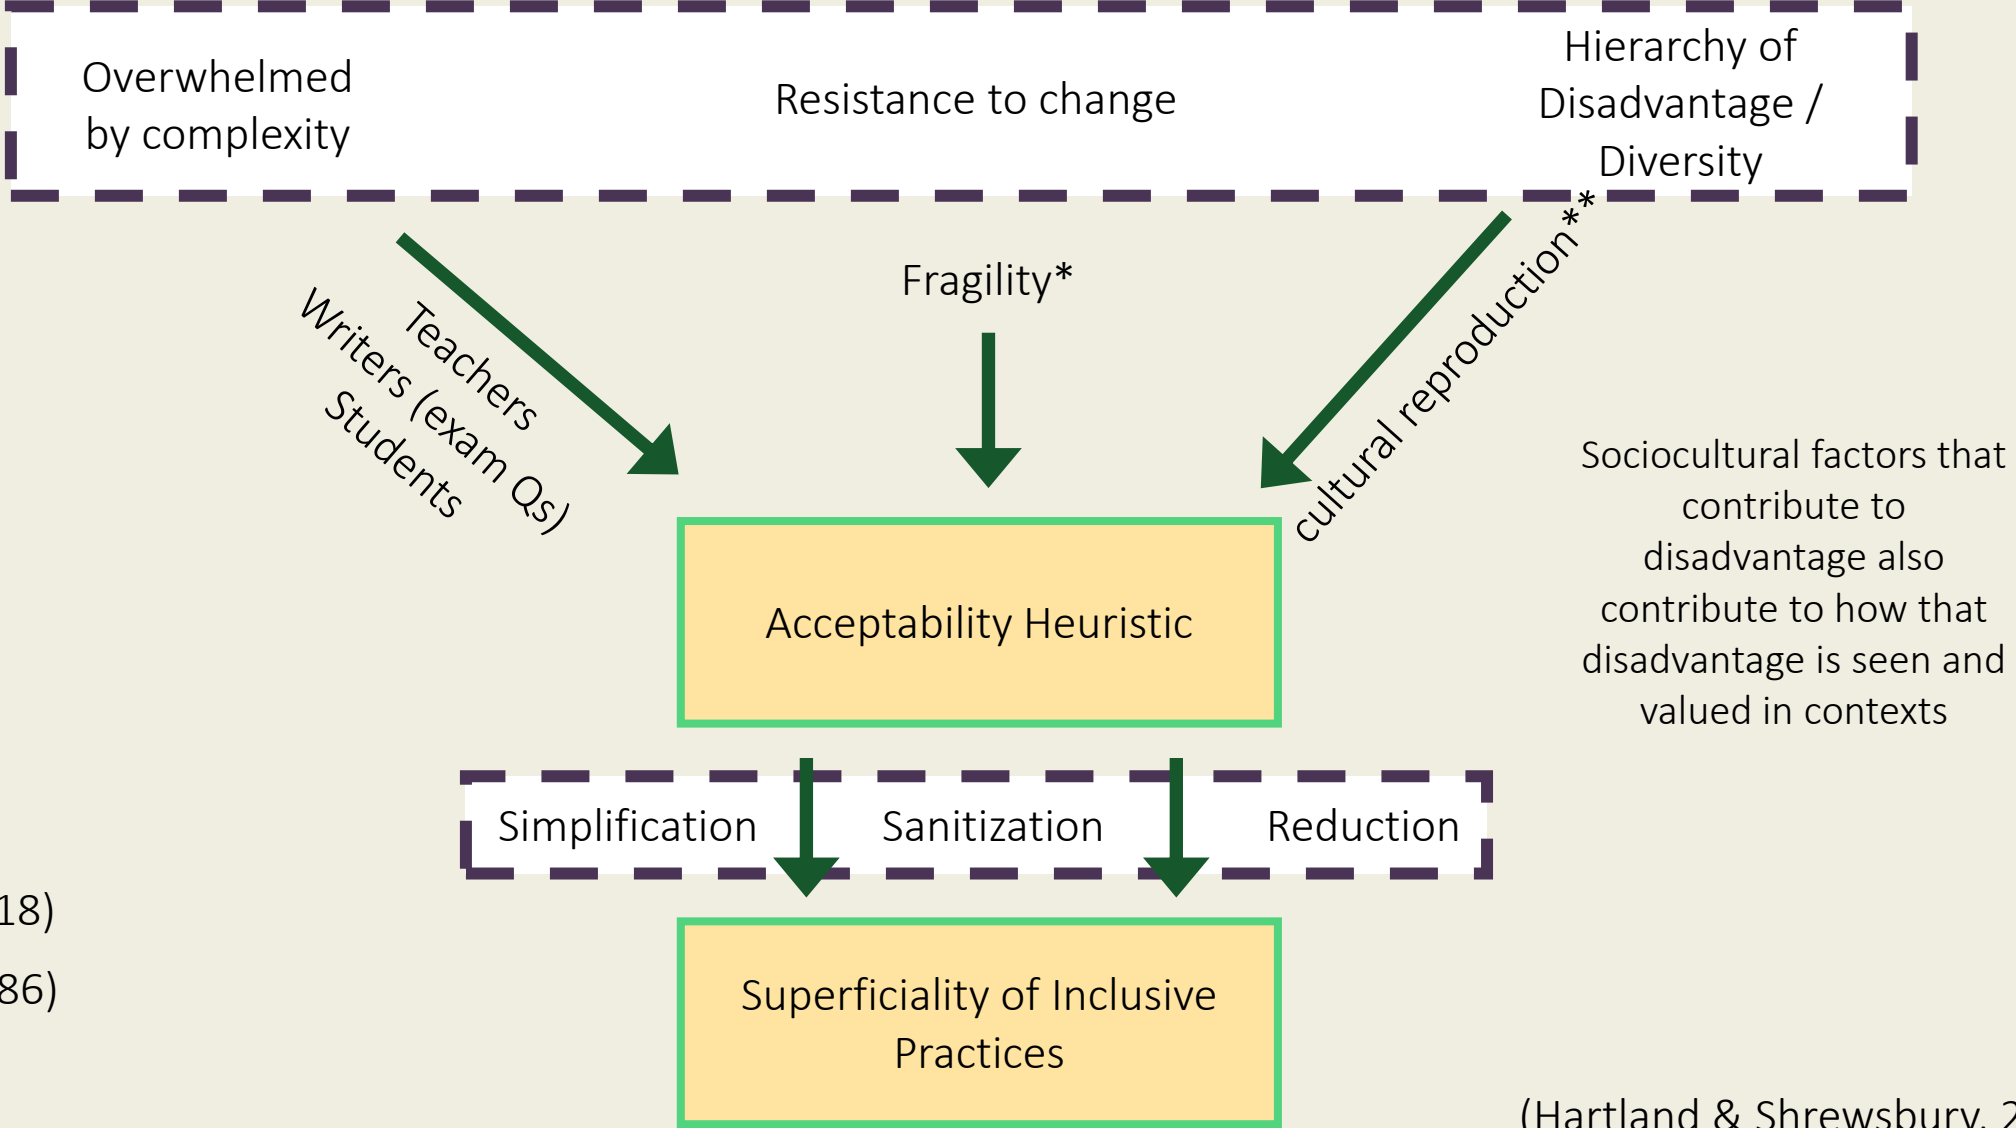 Overwhelmed
by complexity
Resistance to change
Hierarchy of
Disadvantage /
Diversity
Teachers
Writers (exam Qs)
Students
Fragility*
cultural reproduction**
Sociocultural factors that
contribute to
disadvantage also
contribute to how that
disadvantage is seen and
valued in contexts
Acceptability Heuristic
Simplification
Sanitization
Reduction
18)
86)
Superficiality of Inclusive
Practices
(Hartland & Shrewsbury, 2